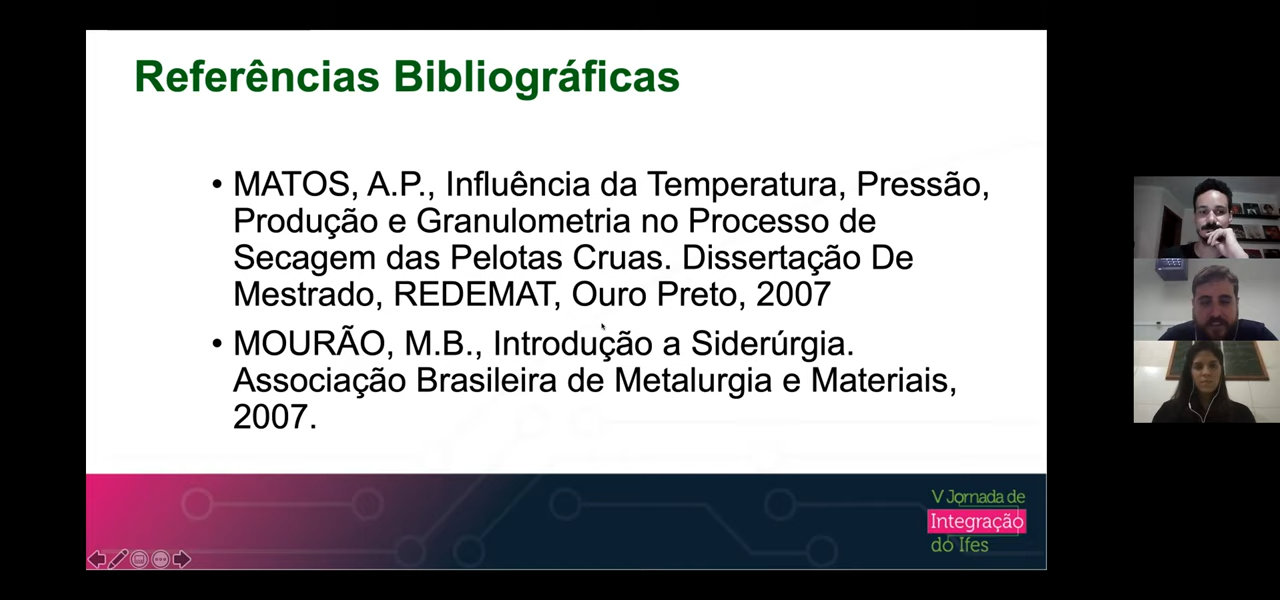 Referências Bibliográficas
• MATOS, A.P., Influência da Temperatura, Pressão,
Produção e Granulometria no Processo de
Secagem das Pelotas Cruas. Dissertação De
Mestrado, REDEMAT, Ouro Preto, 2007
• MOURÃO, M.B., Introdução a Siderúrgia.
Associação Brasileira de Metalurgia e Materiais,
2007.
V Jornada de
Integração
do Ifes